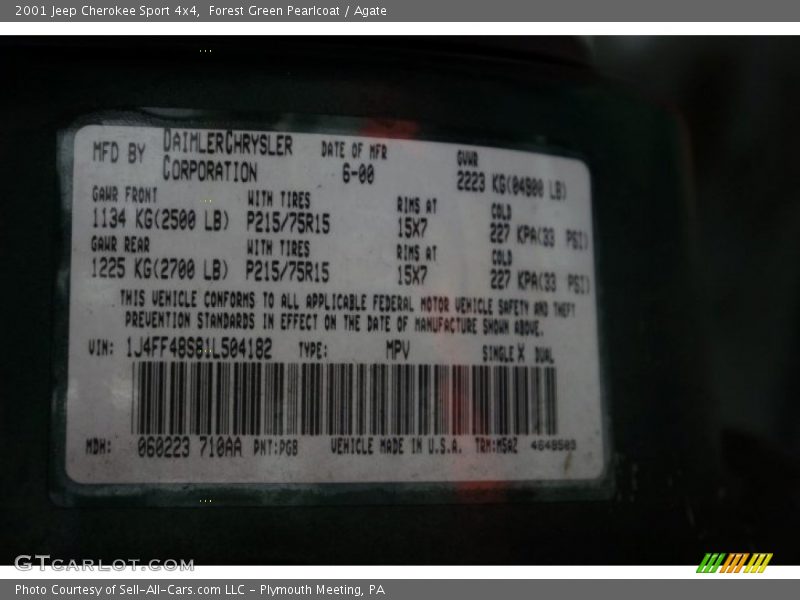 2001 Jeep Cherokee Sport 4x4, Forest Green Pearlcoat / Agate
MFD BY DAIMLERCHRYSLER CORPORATION DATE OF MFR 6-00 GVWR 2223 KG(04900 LB)
GAWR FRONT WITH TIRES RIMS AT COLD
1134 KG(2500 LB) P215/75R15 15X7 227 KPA(33 PSI)
GAWR REAR WITH TIRES RIMS AT COLD
1225 KG(2700 LB) P215/75R15 15X7 227 KPA(33 PSI)
THIS VEHICLE CONFORMS TO ALL APPLICABLE FEDERAL MOTOR VEHICLE SAFETY AND THEFT
PREVENTION STANDARDS IN EFFECT ON THE DATE OF MANUFACTURE SHOWN ABOVE.
VIN: 1J4FF48S81L504182 TYPE: MPV SINGLE X DUAL
MDH: 060223 710AA PNT:PGB VEHICLE MADE IN U.S.A. TRM:M5AZ
GTCARLOT.COM
Photo Courtesy of Sell-All-Cars.com LLC - Plymouth Meeting, PA